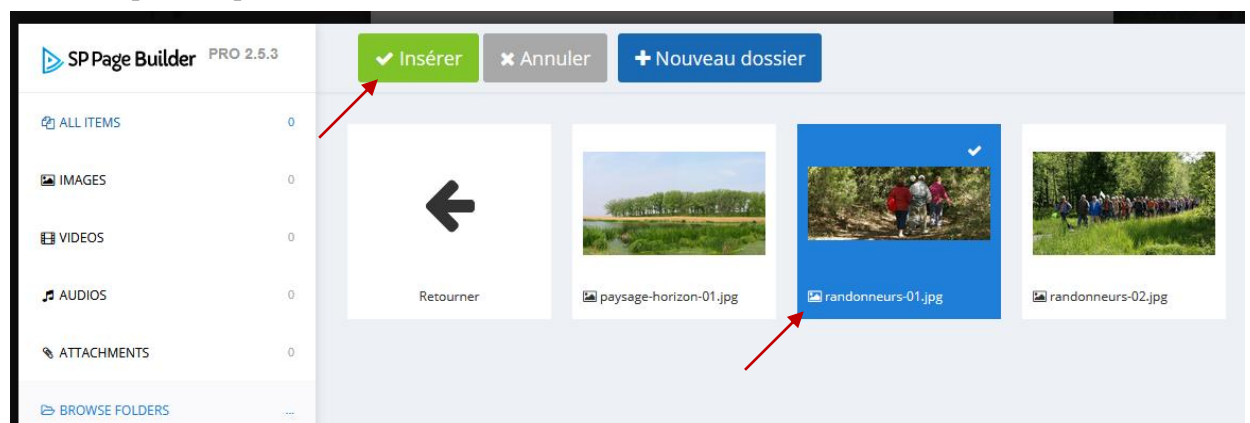 SP Page Builder PRO 2.5.3
Insérer
Annuler
Nouveau dossier
ALL ITEMS 0
IMAGES 0
VIDEOS 0
AUDIOS 0
ATTACHMENTS 0
BROWSE FOLDERS ...
Retourner
paysage-horizon-01.jpg
randonneurs-01.jpg
randonneurs-02.jpg